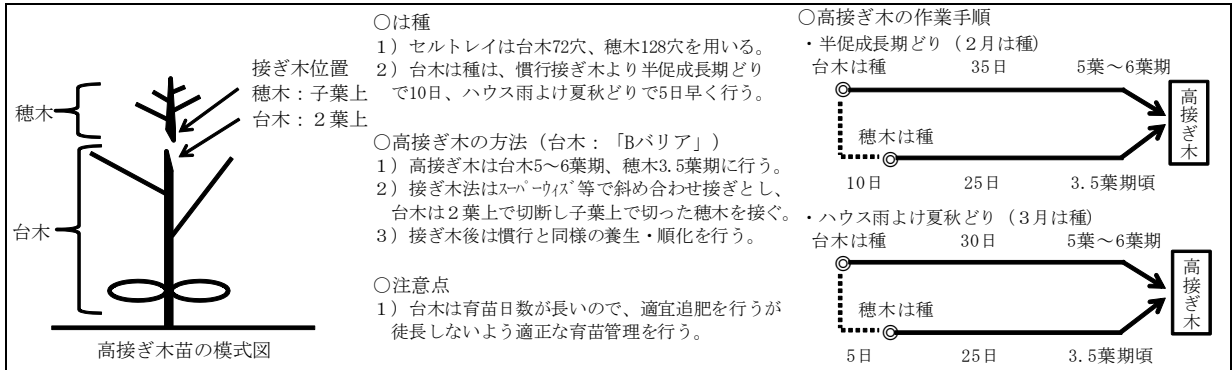 接ぎ木位置
穂木：子葉上
台木：２葉上
穂木
台木
高接ぎ木苗の模式図
○は種
１）セルトレイは台木72穴、穂木128穴を用いる。
２）台木は種は、慣行接ぎ木より半促成長期どり
で10日、ハウス雨よけ夏秋どりで5日早く行う。
○高接ぎ木の方法（台木：「Bバリア」）
１）高接ぎ木は台木5～6葉期、穂木3.5葉期に行う。
２）接ぎ木法はｽｰﾊﾟｰｳｨｽﾞ等で斜め合わせ接ぎとし、
台木は２葉上で切断し子葉上で切った穂木を接ぐ。
３）接ぎ木後は慣行と同様の養生・順化を行う。
○注意点
１）台木は育苗日数が長いので、適宜追肥を行うが
徒長しないよう適正な育苗管理を行う。
○高接ぎ木の作業手順
・半促成長期どり（２月は種）
台木は種 35日 5葉～6葉期
高接ぎ木
穂木は種
10日 25日 3.5葉期頃
・ハウス雨よけ夏秋どり（３月は種）
台木は種 30日 5葉～6葉期
高接ぎ木
穂木は種
5日 25日 3.5葉期頃